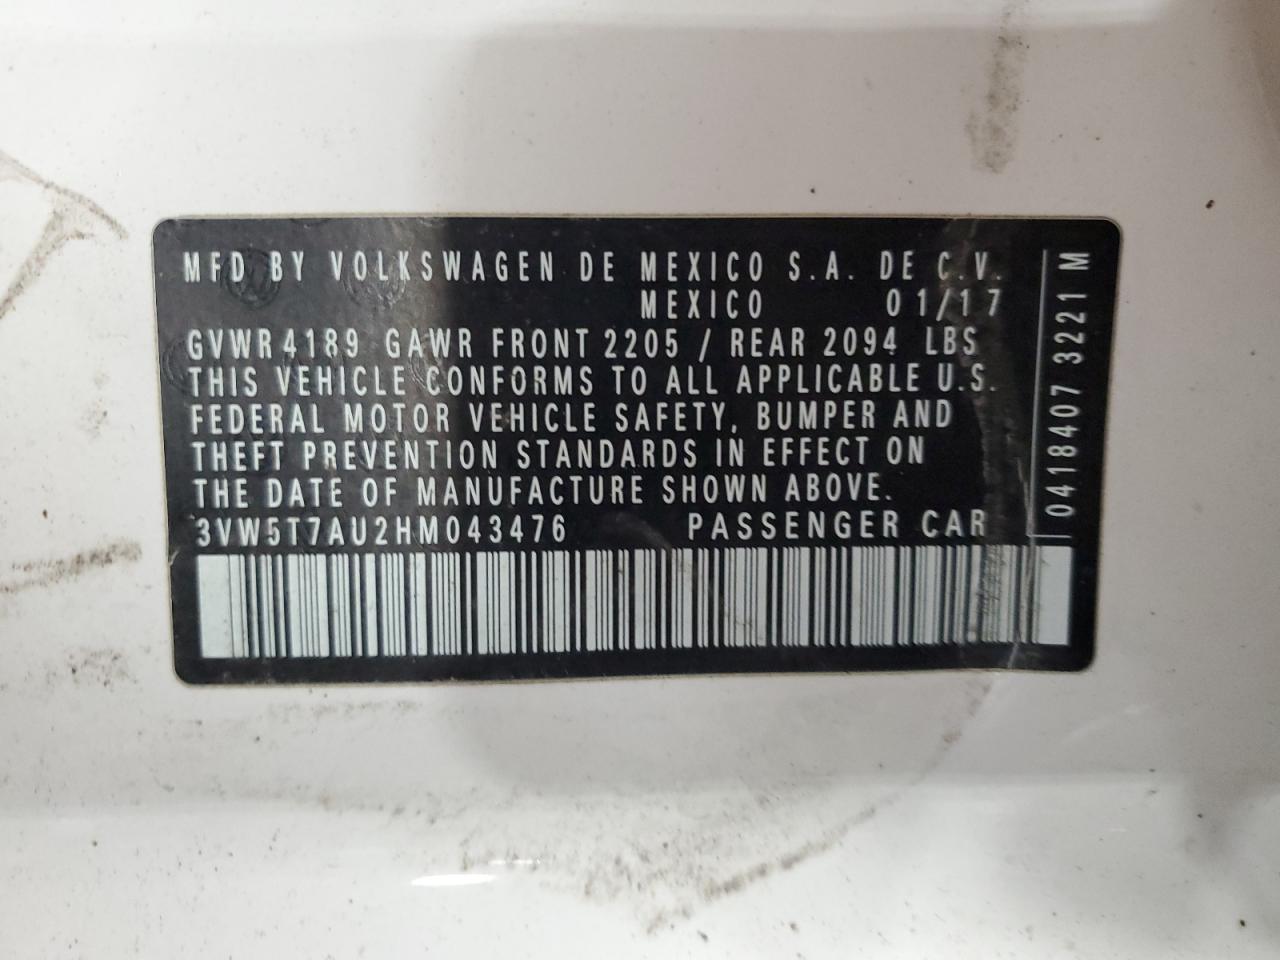 MFD BY VOLKSWAGEN DE MEXICO S.A. DE C.V.
MEXICO 01/17
GVWR 4189 GAWR FRONT 2205 / REAR 2094 LBS
THIS VEHICLE CONFORMS TO ALL APPLICABLE U.S.
FEDERAL MOTOR VEHICLE SAFETY, BUMPER AND
THEFT PREVENTION STANDARDS IN EFFECT ON
THE DATE OF MANUFACTURE SHOWN ABOVE.
3VW5T7AU2HM043476 PASSENGER CAR
0418407 3221 M